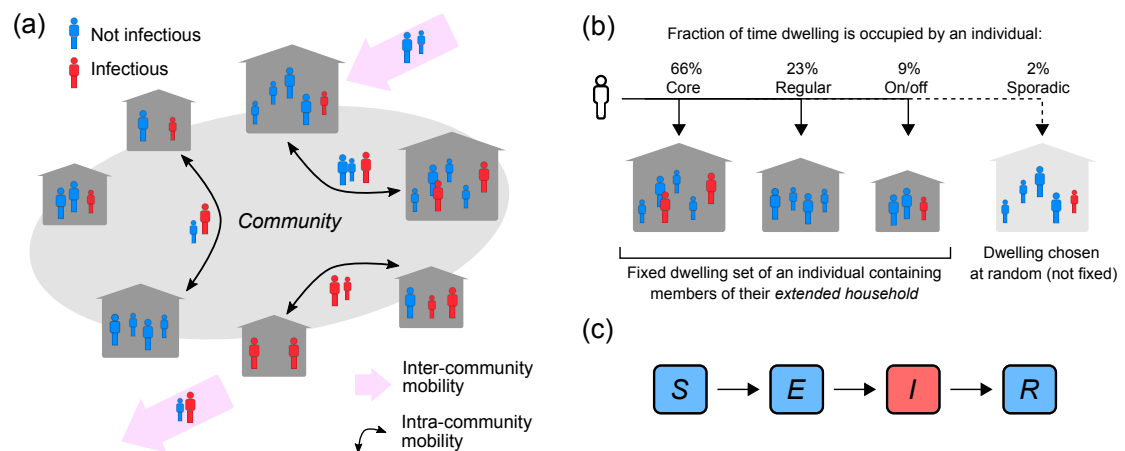 (a)
Not infectious
Infectious
Community
Inter-community
mobility
Intra-community
mobility
(b)
Fraction of time dwelling is occupied by an individual:
66% 23% 9% 2%
Core Regular On/off Sporadic
Fixed dwelling set of an individual containing
members of their extended household
Dwelling chosen
at random (not fixed)
(c)
S E I R